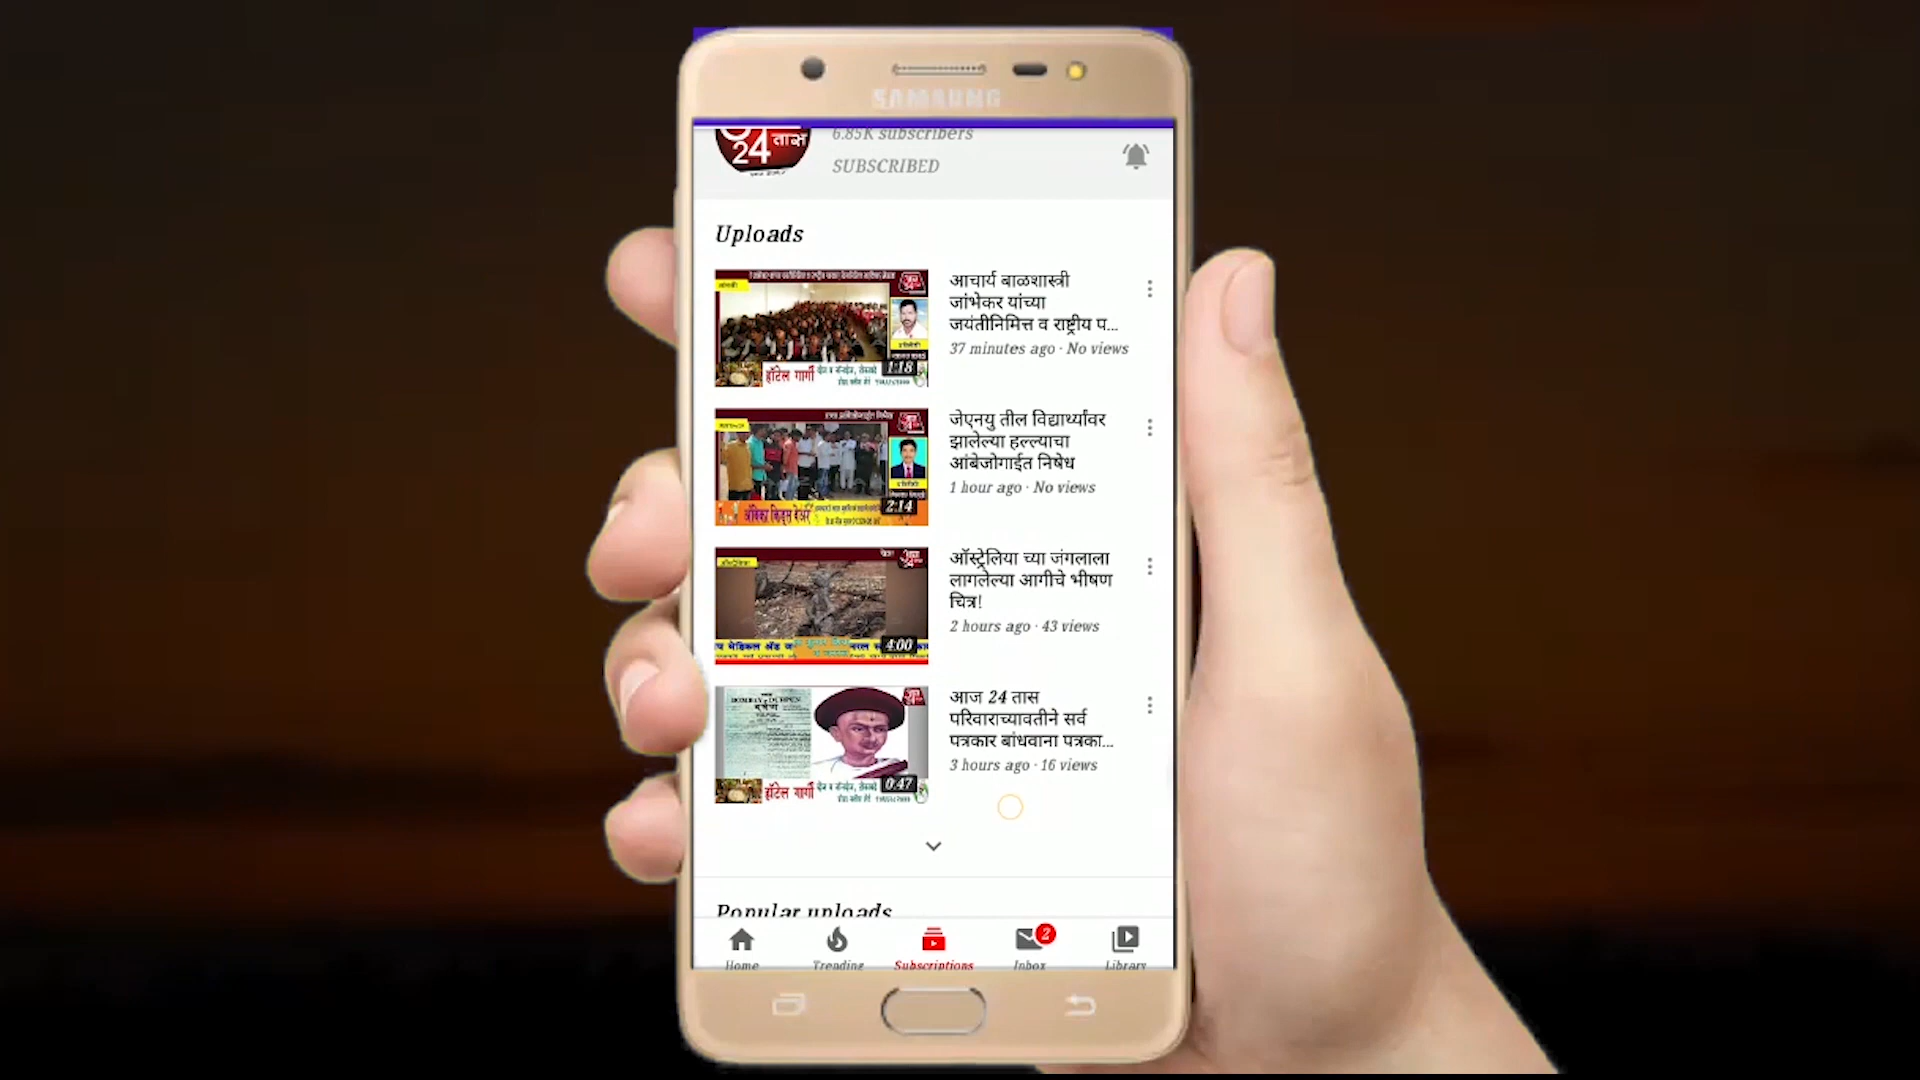 SAMSUNG
24 तास
6.85K subscribers
SUBSCRIBED
Uploads
आचार्य बाळशास्त्री
जांभेकर यांच्या
जयंतीनिमित्त व राष्ट्रीय प...
37 minutes ago · No views
1:18
हॉटेल गार्गी
जेएनयु तील विद्यार्थ्यांवर
झालेल्या हल्ल्याचा
आंबेजोगाईत निषेध
1 hour ago · No views
2:14
अंबिका किड्स वेअर
ऑस्ट्रेलिया च्या जंगलाला
लागलेल्या आगीचे भीषण
चित्र!
2 hours ago · 43 views
4:00
आज 24 तास
परिवाराच्यावतीने सर्व
पत्रकार बांधवाना पत्रका...
3 hours ago · 16 views
0:47
हॉटेल गार्गी
Popular uploads
2
Home Trending Subscriptions Inbox Library